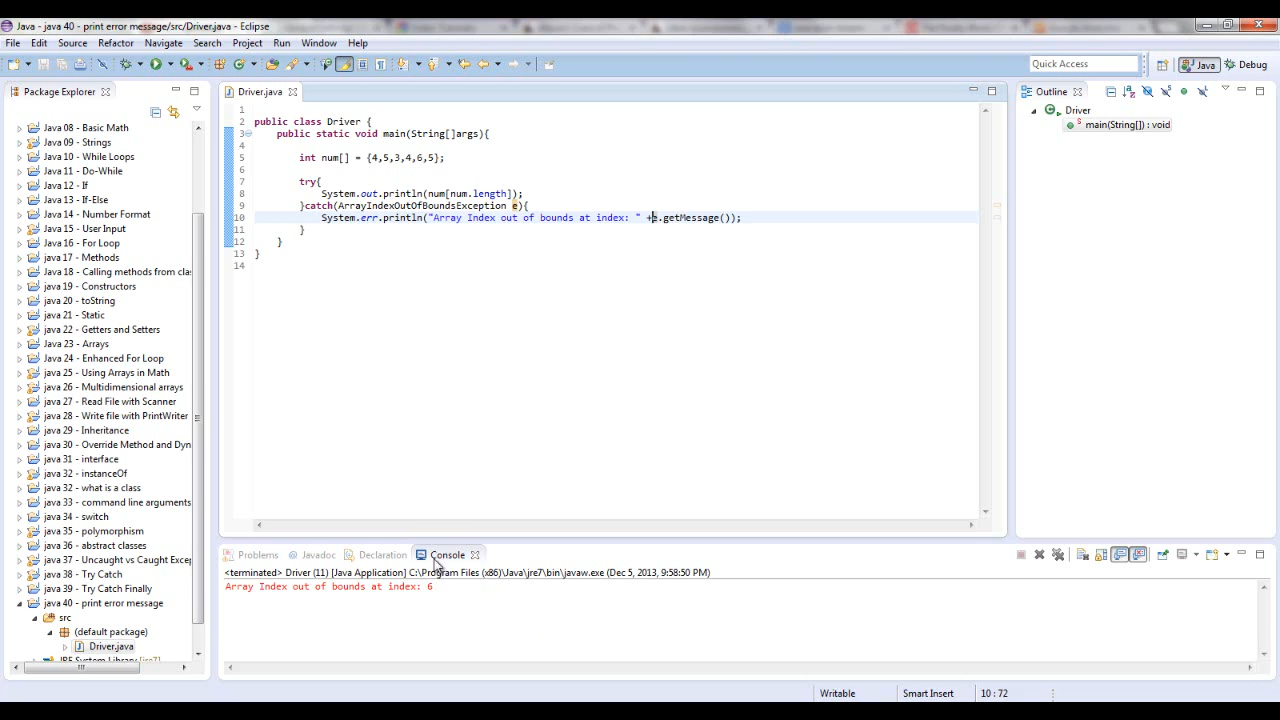 Java - java 40 - print error message/src/Driver.java - Eclipse
File Edit Source Refactor Navigate Search Project Run Window Help
Quick Access Java Debug
Package Explorer
Java 08 - Basic Math
Java 09 - Strings
Java 10 - While Loops
Java 11 - Do-While
Java 12 - If
Java 13 - If-Else
Java 14 - Number Format
Java 15 - User Input
Java 16 - For Loop
java 17 - Methods
Java 18 - Calling methods from clas
java 19 - Constructors
java 20 - toString
java 21 - Static
java 22 - Getters and Setters
Java 23 - Arrays
Java 24 - Enhanced For Loop
java 25 - Using Arrays in Math
java 26 - Multidimensional arrays
java 27 - Read File with Scanner
java 28 - Write file with PrintWriter
java 29 - Inheritance
java 30 - Override Method and Dyn
java 31 - interface
java 32 - instanceOf
java 32 - what is a class
java 33 - command line arguments
java 34 - switch
java 35 - polymorphism
java 36 - abstract classes
java 37 - Uncaught vs Caught Excep
java 38 - Try Catch
java 39 - Try Catch Finally
java 40 - print error message
src
(default package)
Driver.java
JRE System Library [jre7]
Driver.java
1
2 public class Driver {
3 public static void main(String[]args){
4
5 int num[] = {4,5,3,4,6,5};
6
7 try{
8 System.out.println(num[num.length]);
9 }catch(ArrayIndexOutOfBoundsException e){
10 System.err.println("Array Index out of bounds at index: " +e.getMessage());
11 }
12 }
13 }
14
Outline
Driver
main(String[]) : void
Problems Javadoc Declaration Console
<terminated> Driver (11) [Java Application] C:\Program Files (x86)\Java\jre7\bin\javaw.exe (Dec 5, 2013, 9:58:50 PM)
Array Index out of bounds at index: 6
Writable Smart Insert 10 : 72